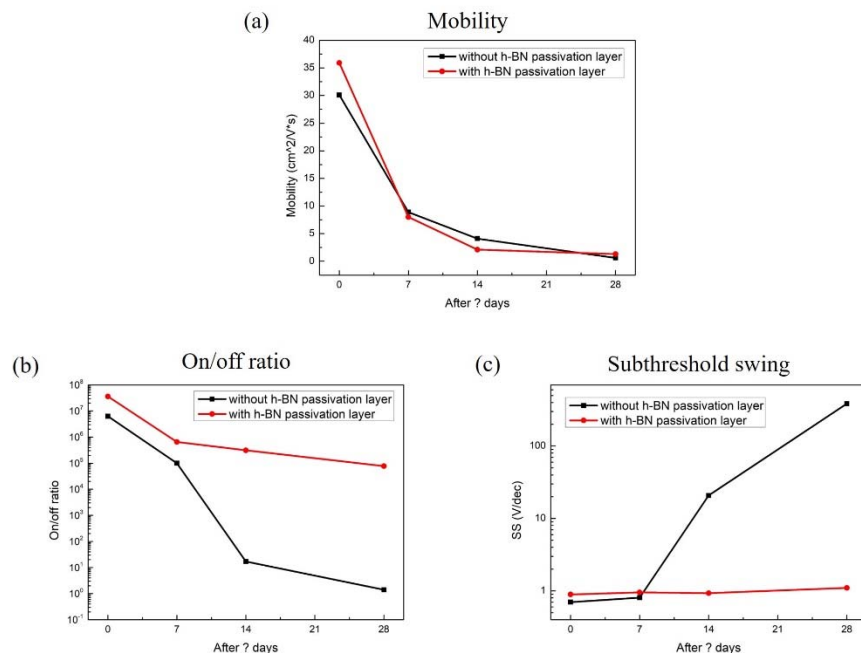 (a) Mobility
without h-BN passivation layer
with h-BN passivation layer
Mobility (cm^2/V*s)
40
35
30
25
20
15
10
5
0
0 7 14 21 28
After ? days
(b) On/off ratio
without h-BN passivation layer
with h-BN passivation layer
On/off ratio
10^8
10^7
10^6
10^5
10^4
10^3
10^2
10^1
10^0
10^-1
0 7 14 21 28
After ? days
(c) Subthreshold swing
without h-BN passivation layer
with h-BN passivation layer
SS (V/dec)
100
10
1
0 7 14 21 28
After ? days